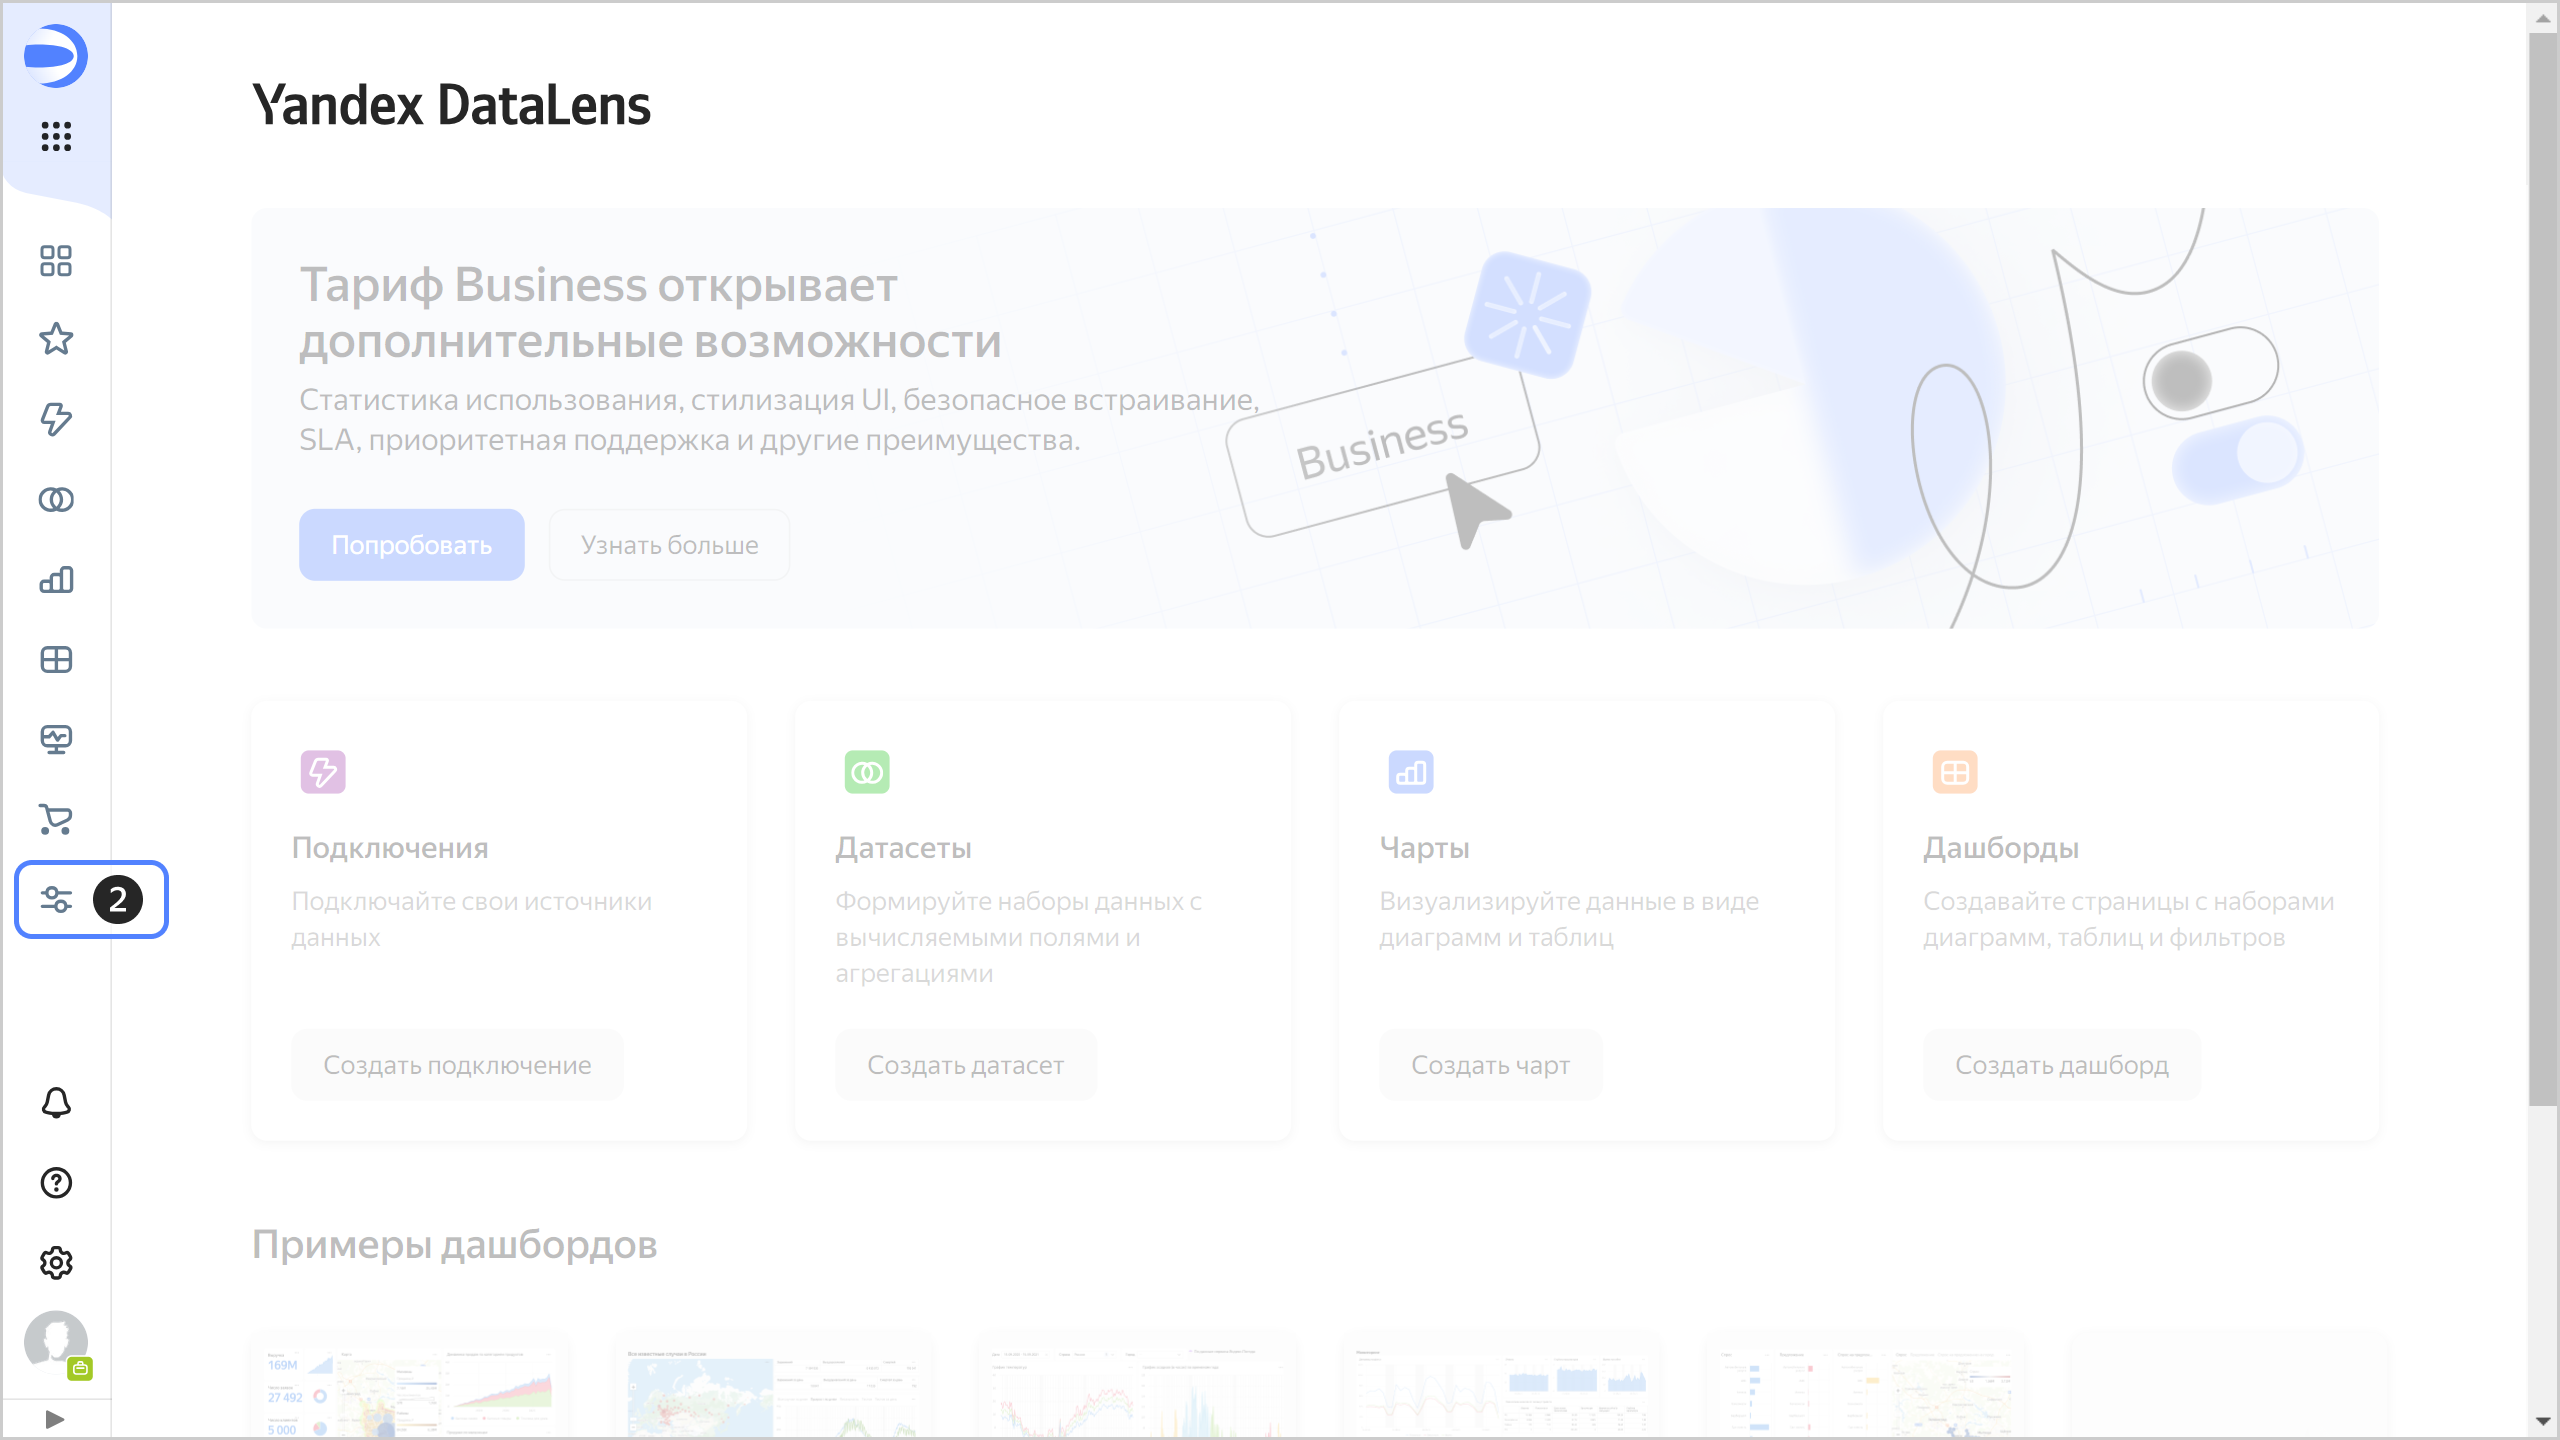 Yandex DataLens
Тариф Business открывает
дополнительные возможности
Статистика использования, стилизация UI, безопасное встраивание,
SLA, приоритетная поддержка и другие преимущества.
Попробовать
Узнать больше
Business
Подключения
Подключайте свои источники
данных
Создать подключение
Датасеты
Формируйте наборы данных с
вычисляемыми полями и
агрегациями
Создать датасет
Чарты
Визуализируйте данные в виде
диаграмм и таблиц
Создать чарт
Дашборды
Создавайте страницы с наборами
диаграмм, таблиц и фильтров
Создать дашборд
2
Примеры дашбордов
169M
27 492
5 000